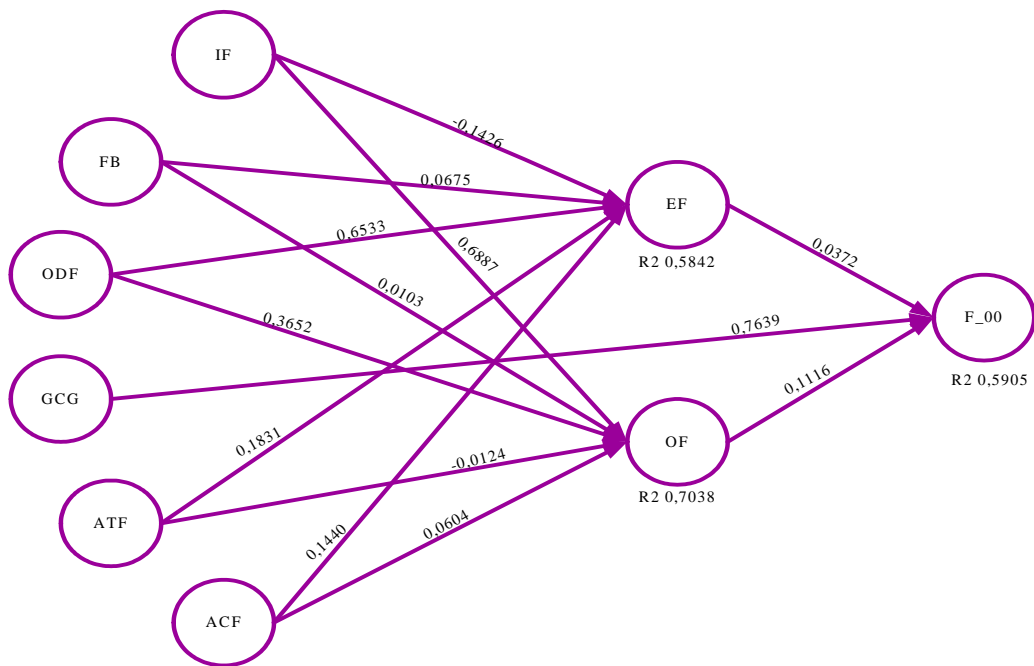 IF
-0,1426
FB
0,0675
EF
0,6533
R2 0,5842
0,6887
0,0372
ODF
0,0103
0,3652
0,7639
F_00
R2 0,5905
GCG
0,1116
0,1831
-0,0124
OF
R2 0,7038
ATF
0,1440
0,0604
ACF